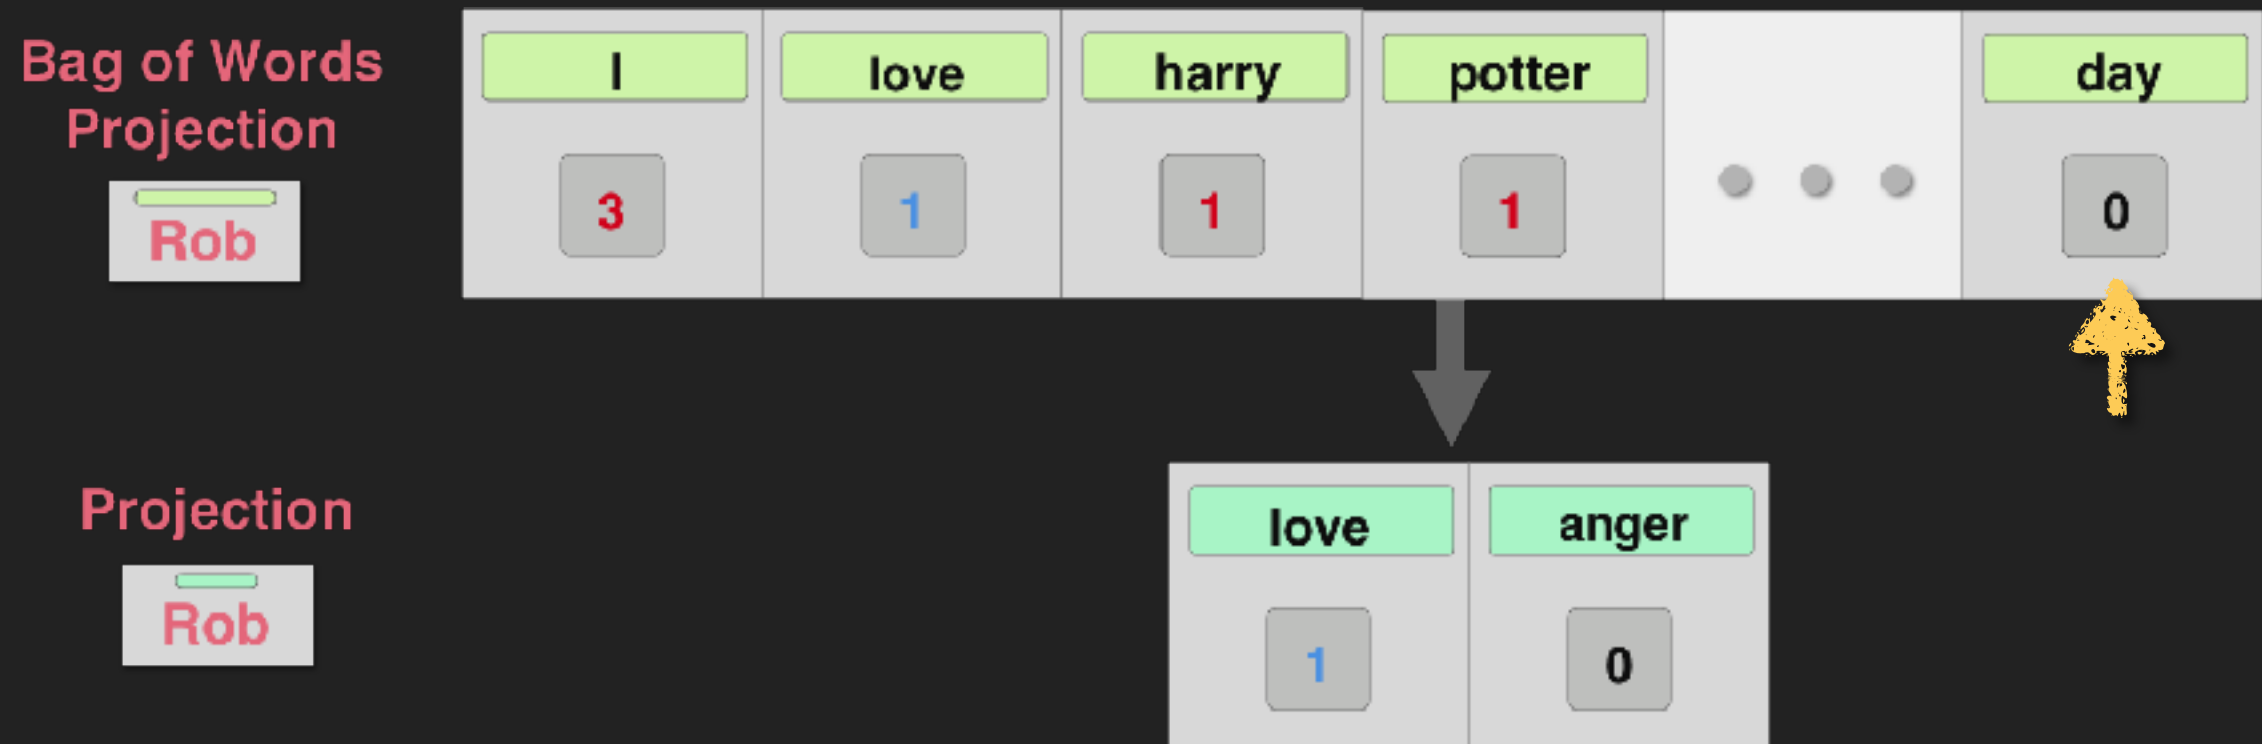 Bag of Words
Projection
Rob
I love harry potter day
3 1 1 1 0
Projection
Rob
love anger
1 0